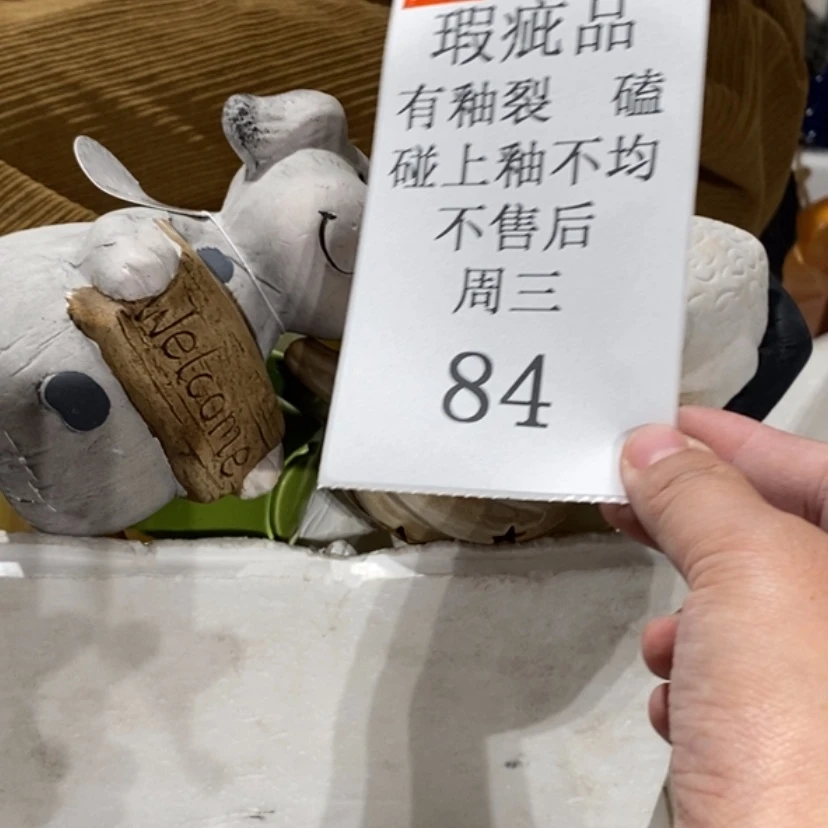 瑕疵品
有釉裂 磕
碰上釉不均
不售后
周三
84
Welcome